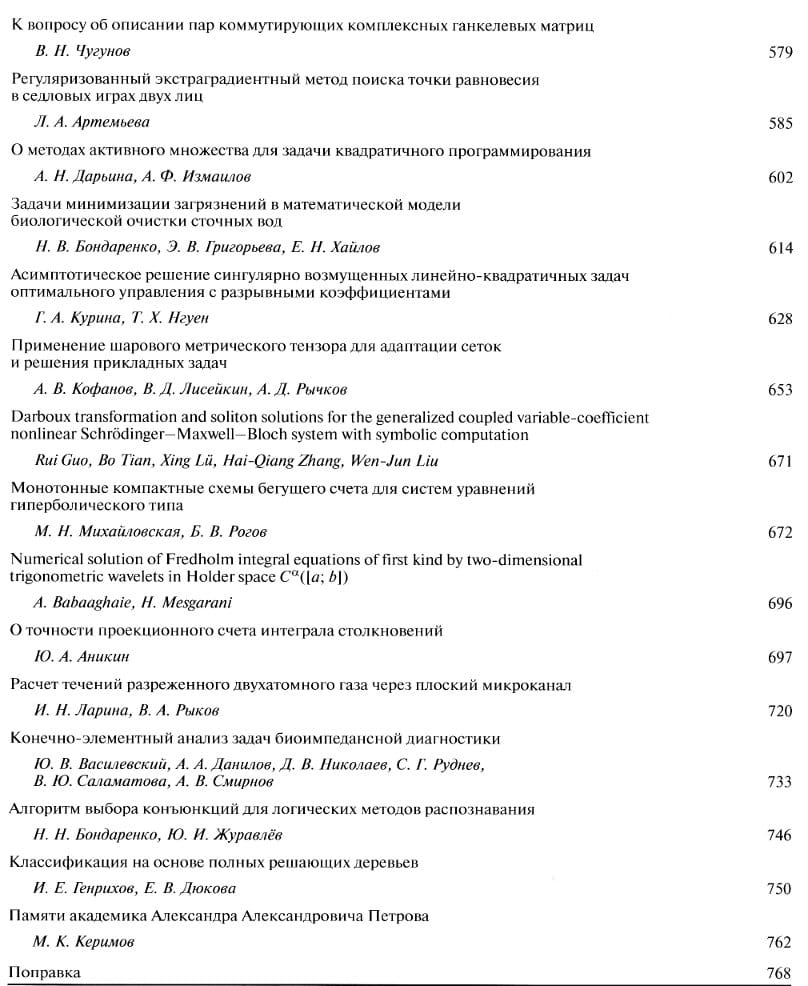 К вопросу об описании пар коммутирующих комплексных ганкелевых матриц
В. Н. Чугунов 579
Регуляризованный экстраградиентный метод поиска точки равновесия
в седловых играх двух лиц
Л. А. Артемьева 585
О методах активного множества для задачи квадратичного программирования
А. Н. Дарьина, А. Ф. Измаилов 602
Задачи минимизации загрязнений в математической модели
биологической очистки сточных вод
Н. В. Бондаренко, Э. В. Григорьева, Е. Н. Хайлов 614
Асимптотическое решение сингулярно возмущенных линейно-квадратичных задач
оптимального управления с разрывными коэффициентами
Г. А. Курина, Т. Х. Нгуен 628
Применение шарового метрического тензора для адаптации сеток
и решения прикладных задач
А. В. Кофанов, В. Д. Лисейкин, А. Д. Рычков 653
Darboux transformation and soliton solutions for the generalized coupled variable-coefficient
nonlinear Schrödinger–Maxwell–Bloch system with symbolic computation
Rui Guo, Bo Tian, Xing Lü, Hai-Qiang Zhang, Wen-Jun Liu 671
Монотонные компактные схемы бегущего счета для систем уравнений
гиперболического типа
М. Н. Михайловская, Б. В. Рогов 672
Numerical solution of Fredholm integral equations of first kind by two-dimensional
trigonometric wavelets in Holder space C^α([a; b])
A. Babaaghaie, H. Mesgarani 696
О точности проекционного счета интеграла столкновений
Ю. А. Аникин 697
Расчет течений разреженного двухатомного газа через плоский микроканал
И. Н. Ларина, В. А. Рыков 720
Конечно-элементный анализ задач биоимпедансной диагностики
Ю. В. Василевский, А. А. Данилов, Д. В. Николаев, С. Г. Руднев,
В. Ю. Саламатова, А. В. Смирнов 733
Алгоритм выбора конъюнкций для логических методов распознавания
Н. Н. Бондаренко, Ю. И. Журавлёв 746
Классификация на основе полных решающих деревьев
И. Е. Генрихов, Е. В. Дюкова 750
Памяти академика Александра Александровича Петрова
М. К. Керимов 762
Поправка 768